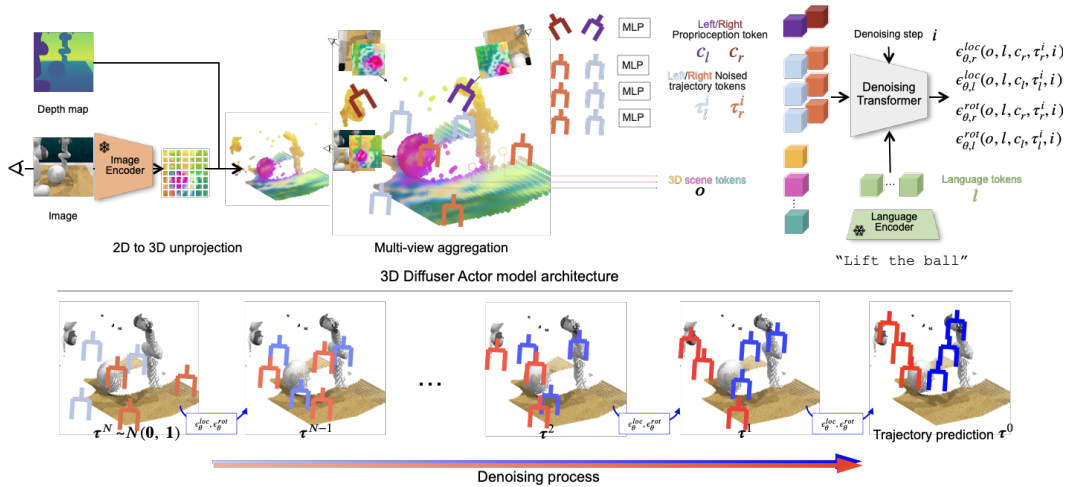 Depth map
Image
Encoder
Image
2D to 3D unprojection
Multi-view aggregation
MLP
MLP
MLP
MLP
Left/Right
Proprioception token
c_l c_r
Left/Right Noised
trajectory tokens
τ_l^i τ_r^i
3D scene tokens
o
Denoising step i
Denoising
Transformer
ϵ_{θ,r}^{loc}(o, l, c_r, τ_r^i, i)
ϵ_{θ,l}^{loc}(o, l, c_l, τ_l^i, i)
ϵ_{θ,r}^{rot}(o, l, c_r, τ_r^i, i)
ϵ_{θ,l}^{rot}(o, l, c_l, τ_l^i, i)
...
Language tokens
l
Language
Encoder
“Lift the ball”
3D Diffuser Actor model architecture
τ^N ~N(0, 1)
ϵ_θ^{loc}, ϵ_θ^{rot}
τ^{N-1}
...
τ^2
ϵ_θ^{loc}, ϵ_θ^{rot}
τ^1
ϵ_θ^{loc}, ϵ_θ^{rot}
Trajectory prediction τ^0
Denoising process